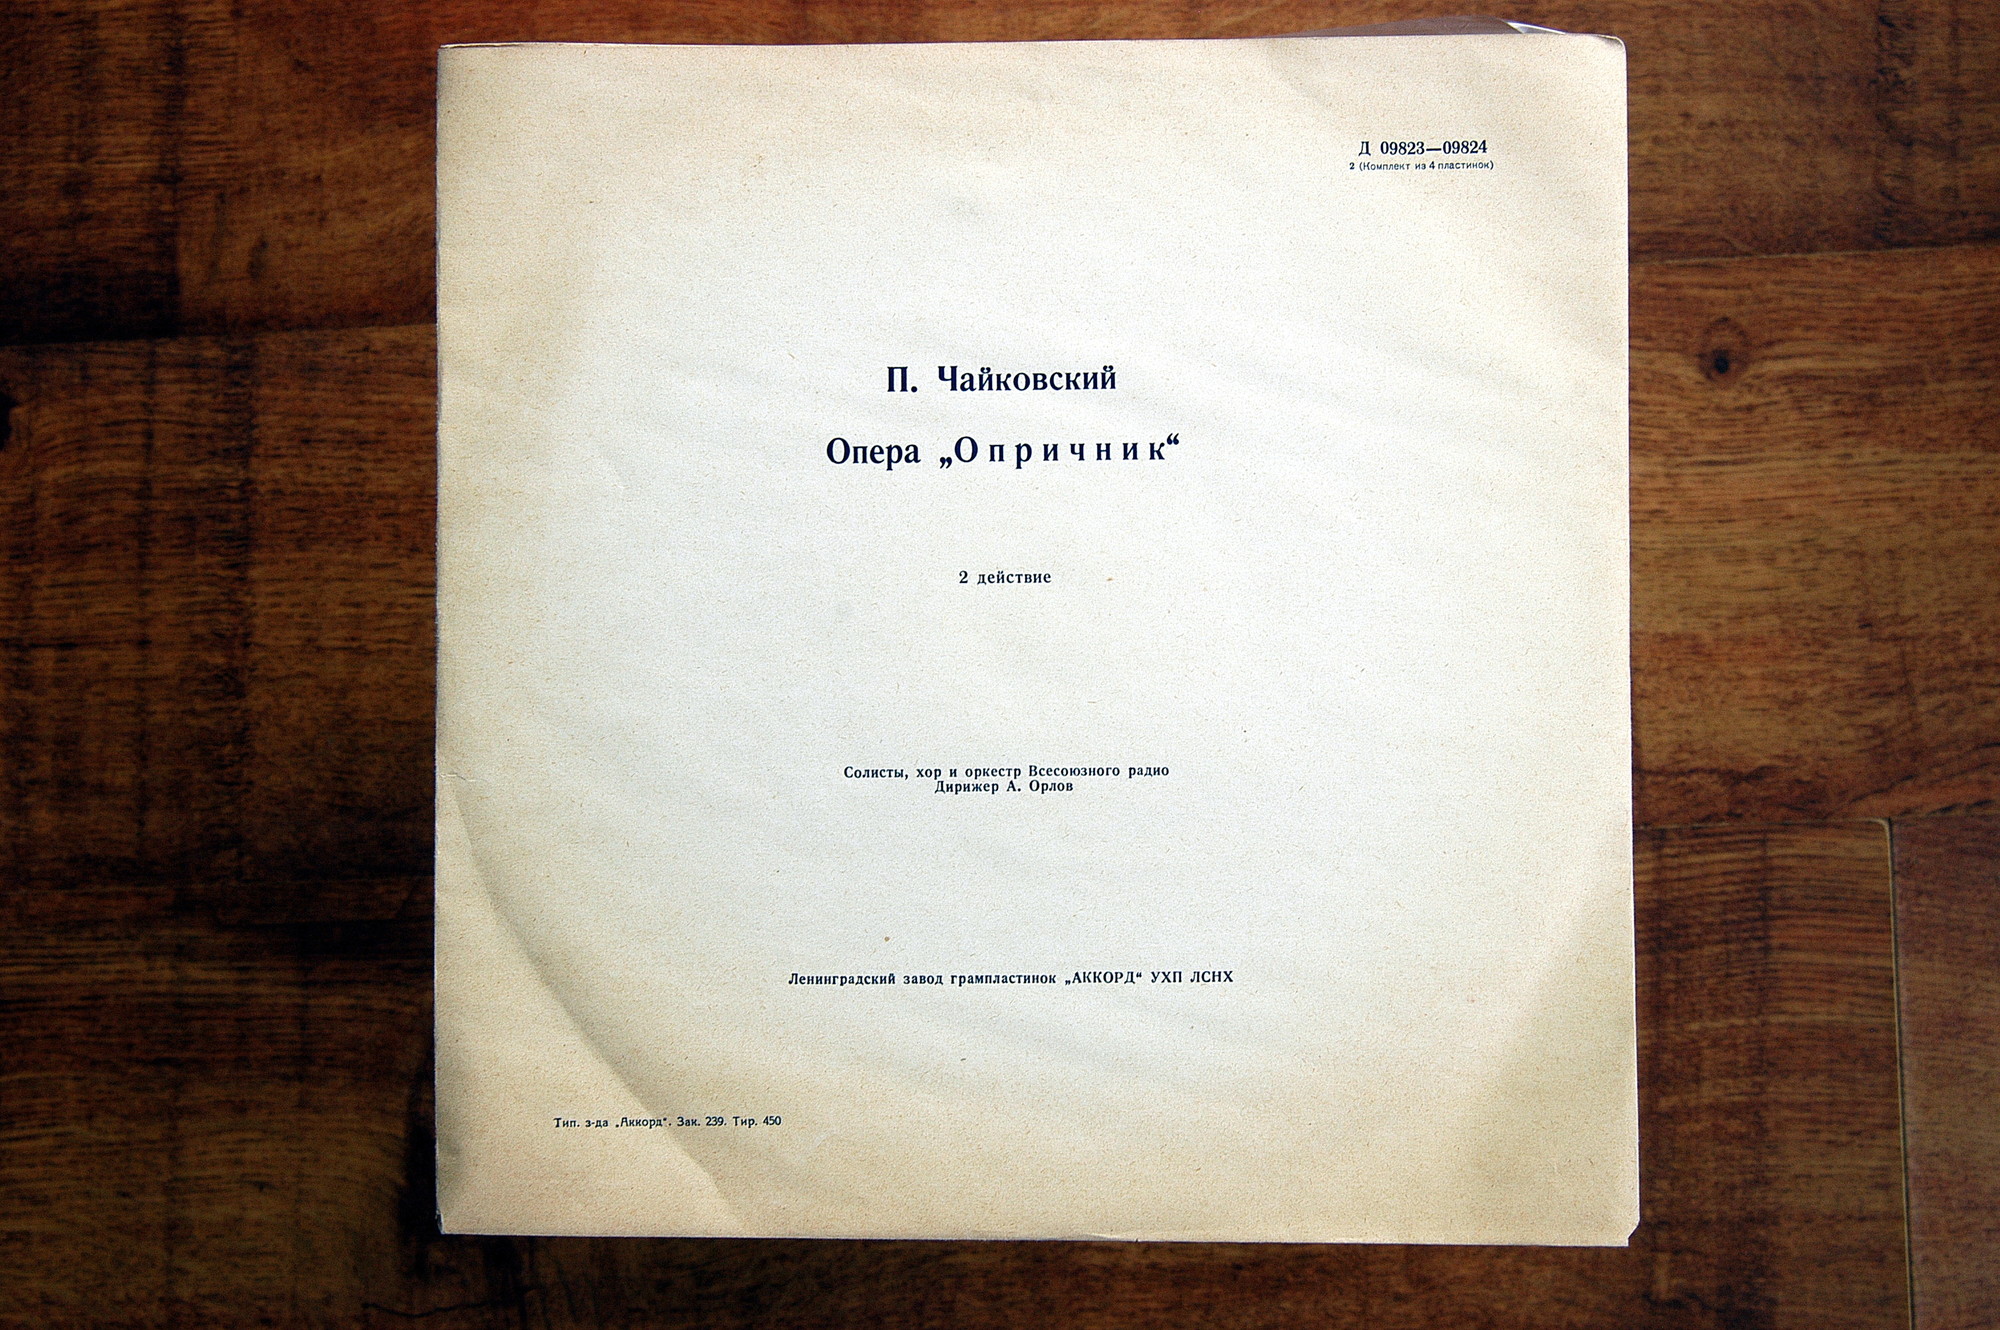 Д 09823—09824
2 (Комплект из 4 пластинок)
П. Чайковский
Опера „Опричник“
2 действие
Солисты, хор и оркестр Всесоюзного радио
Дирижер А. Орлов
Ленинградский завод грампластинок „АККОРД“ УХП ЛСНХ
Тип. з-да „Аккорд“. Зак. 239. Тир. 450